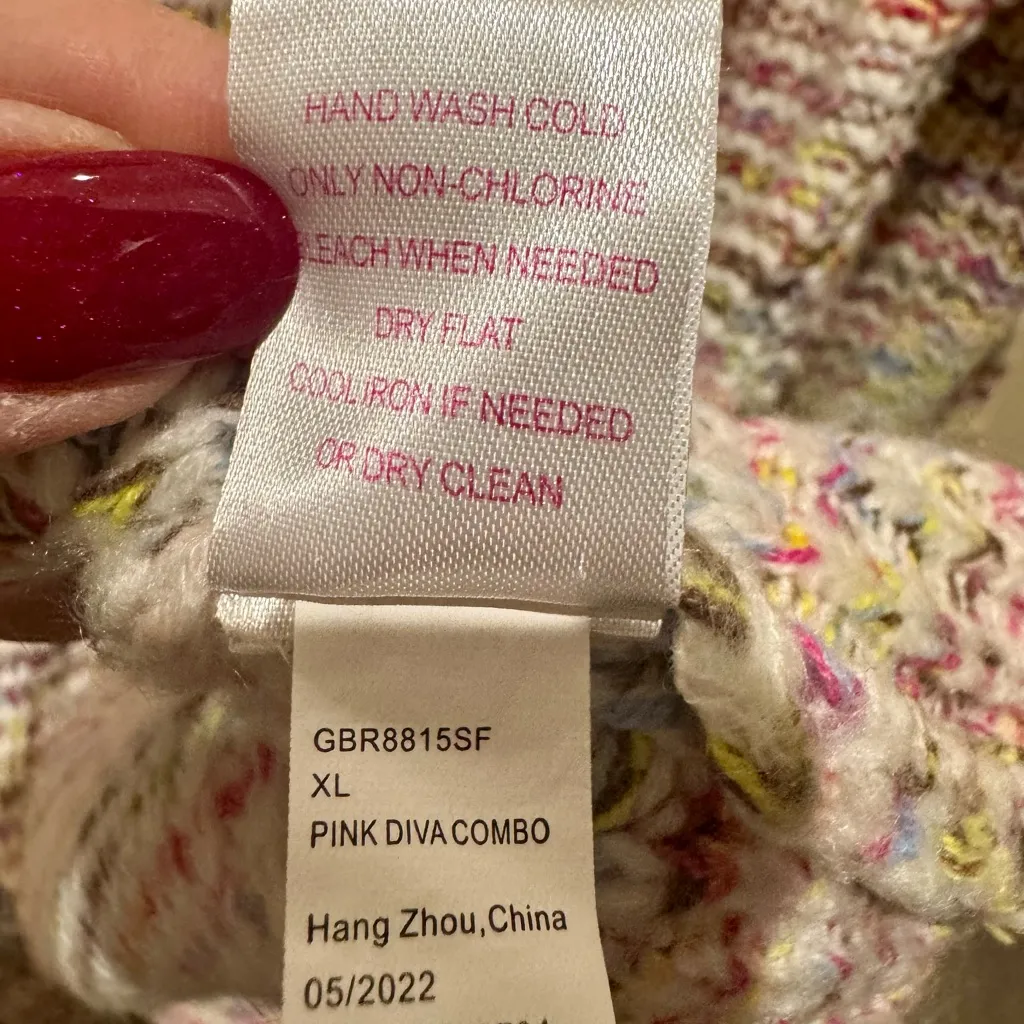 HAND WASH COLD
ONLY NON-CHLORINE
LEACH WHEN NEEDED
DRY FLAT
COOL IRON IF NEEDED
OR DRY CLEAN
GBR8815SF
XL
PINK DIVA COMBO
Hang Zhou,China
05/2022